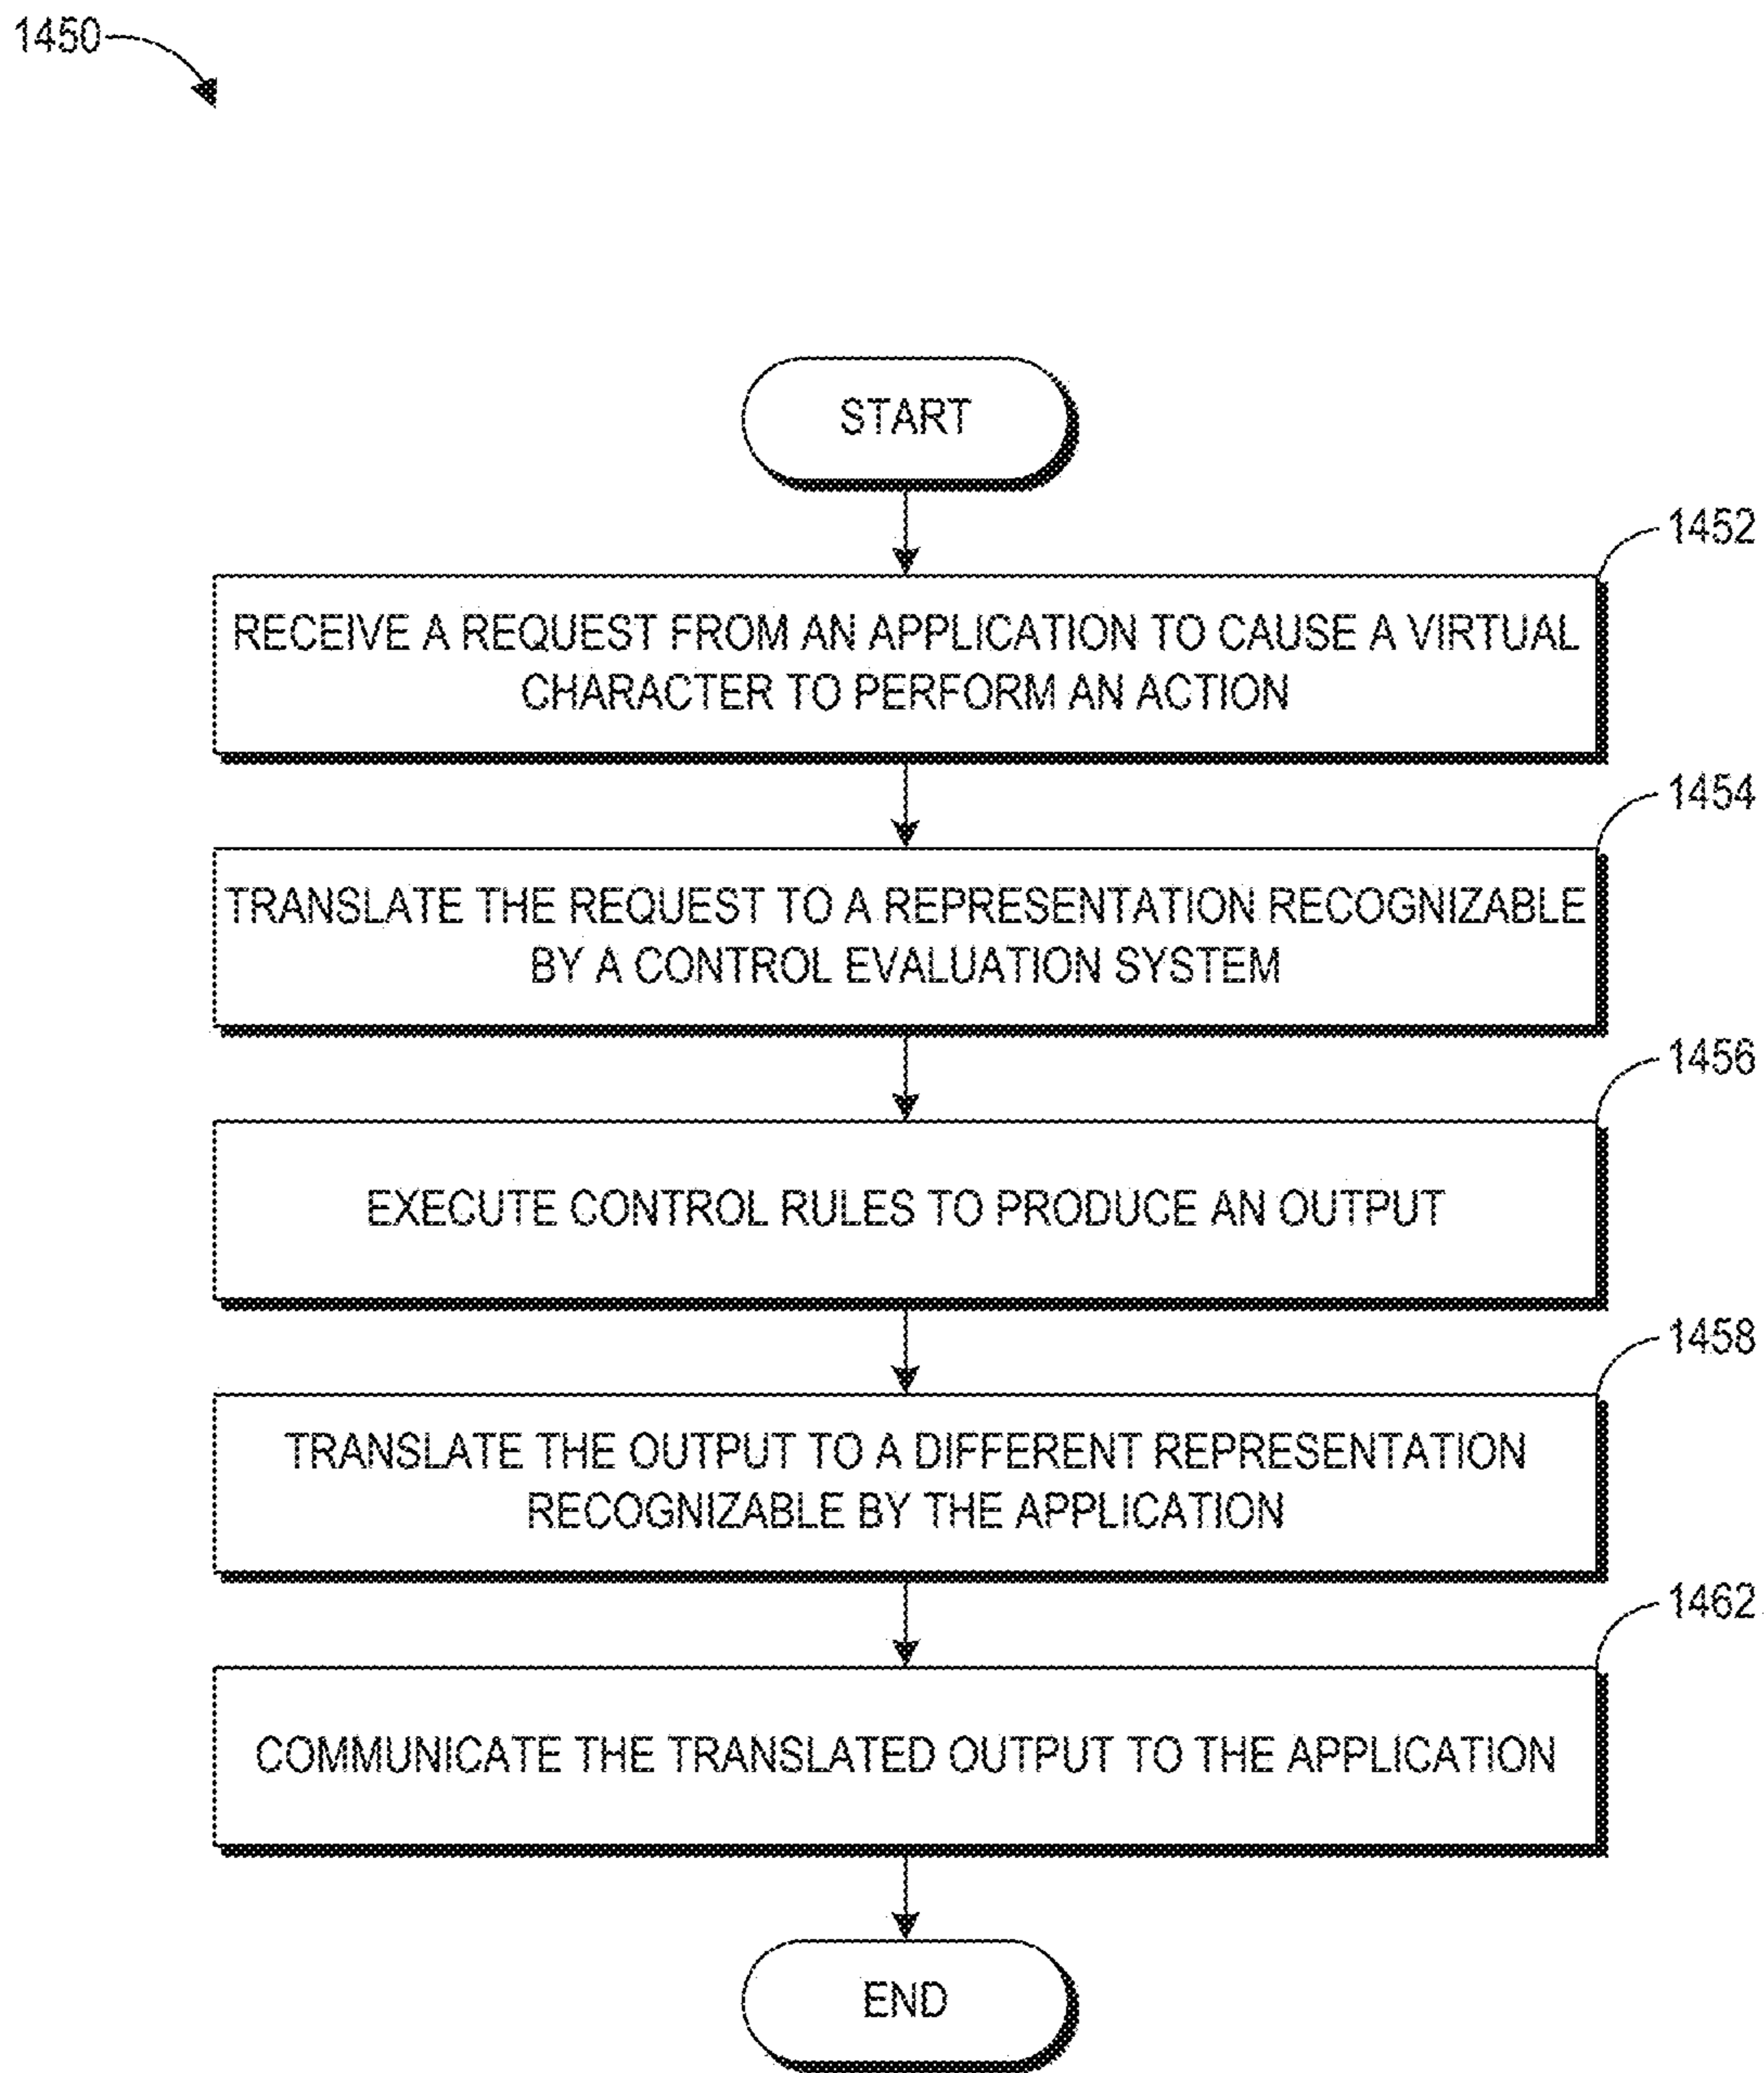 1450
START
1452
RECEIVE A REQUEST FROM AN APPLICATION TO CAUSE A VIRTUAL
CHARACTER TO PERFORM AN ACTION
1454
TRANSLATE THE REQUEST TO A REPRESENTATION RECOGNIZABLE
BY A CONTROL EVALUATION SYSTEM
1456
EXECUTE CONTROL RULES TO PRODUCE AN OUTPUT
1458
TRANSLATE THE OUTPUT TO A DIFFERENT REPRESENTATION
RECOGNIZABLE BY THE APPLICATION
1462
COMMUNICATE THE TRANSLATED OUTPUT TO THE APPLICATION
END